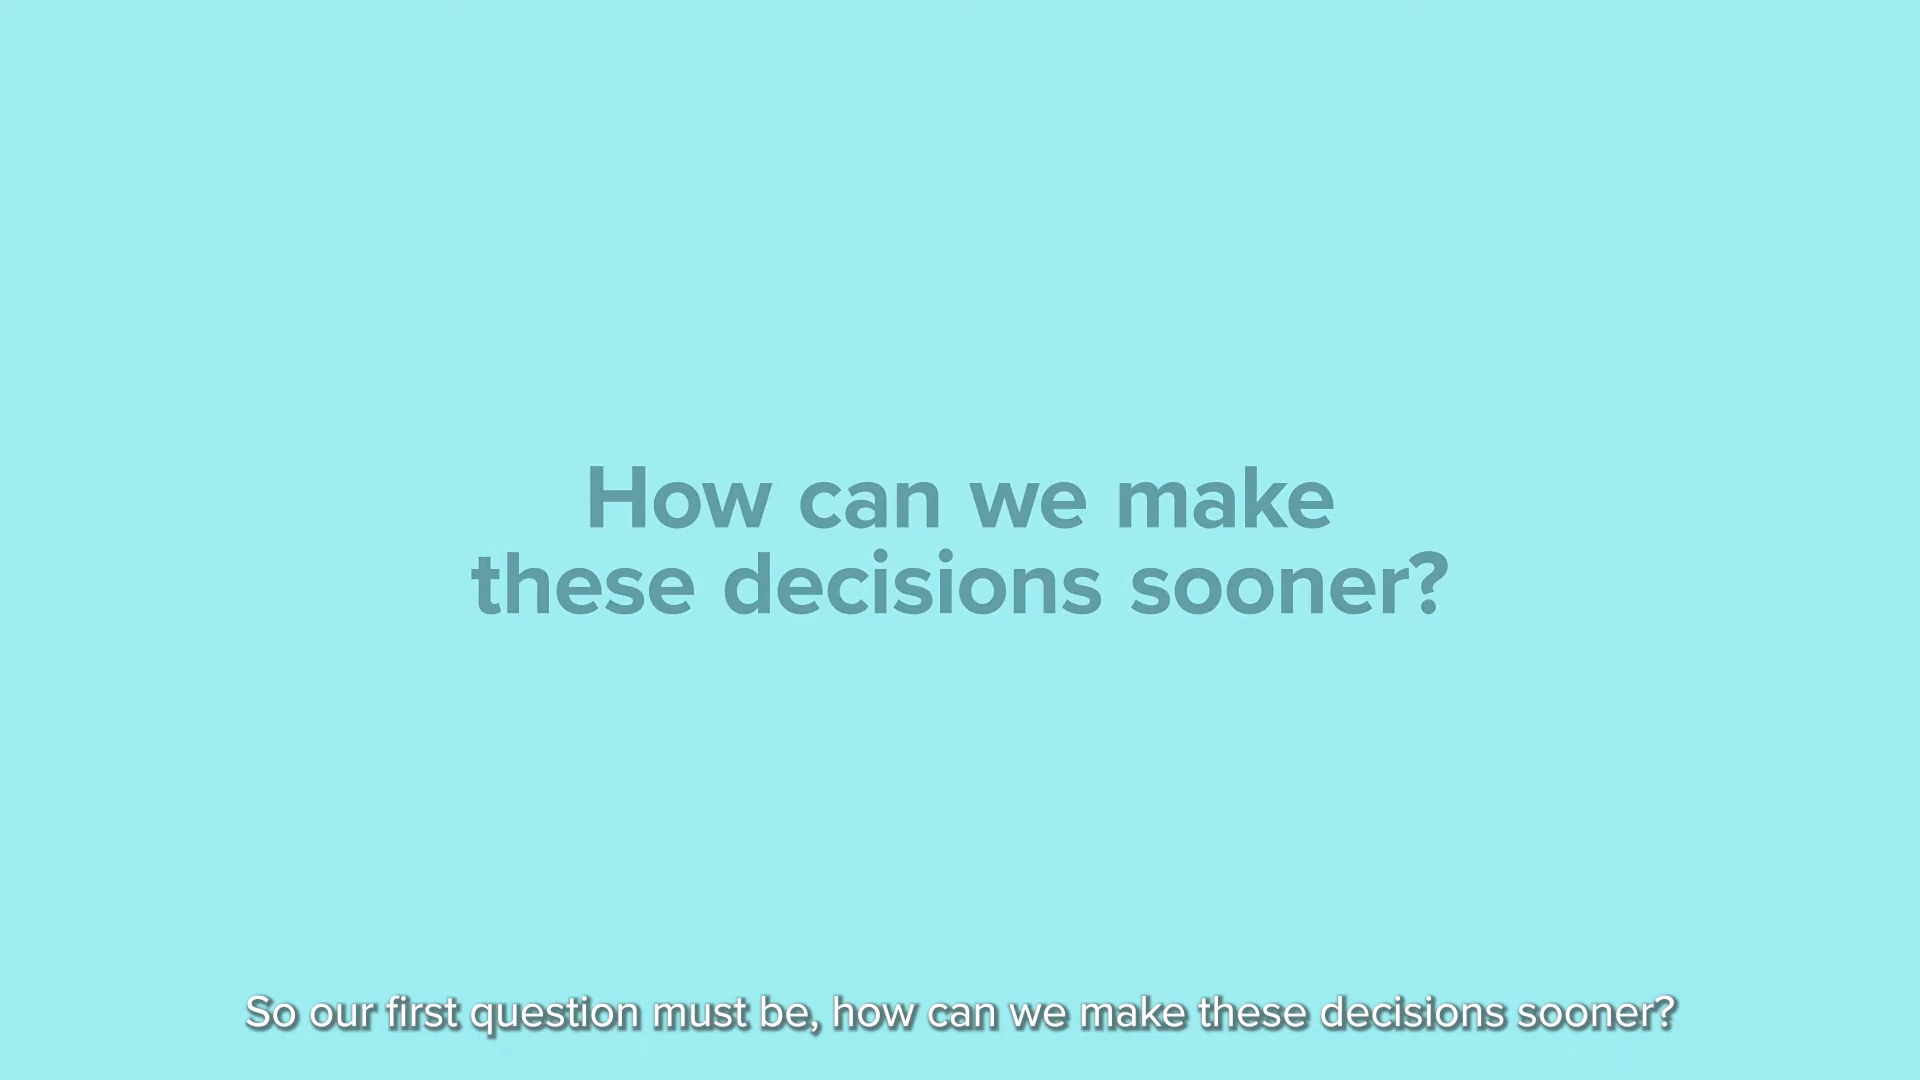 How can we make
these decisions sooner?
So our first question must be, how can we make these decisions sooner?